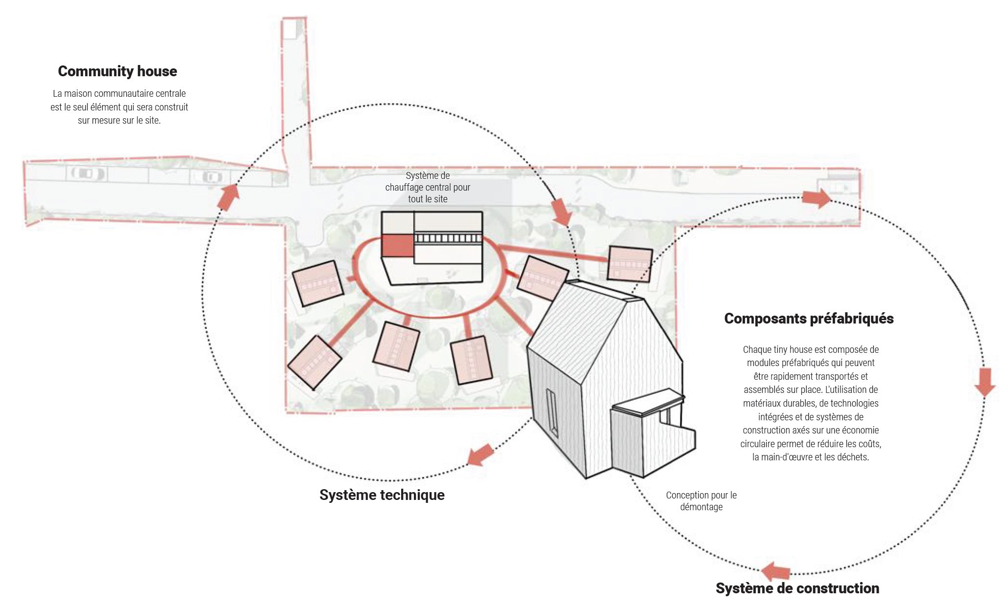 Community house
La maison communautaire centrale
est le seul élément qui sera construit
sur mesure sur le site.
Système de
chauffage central pour
tout le site
Composants préfabriqués
Chaque tiny house est composée de
modules préfabriqués qui peuvent
être rapidement transportés et
assemblés sur place. L'utilisation de
matériaux durables, de technologies
intégrées et de systèmes de
construction axés sur une économie
circulaire permet de réduire les coûts,
la main-d'œuvre et les déchets.
Système technique
Conception pour le
démontage
Système de construction